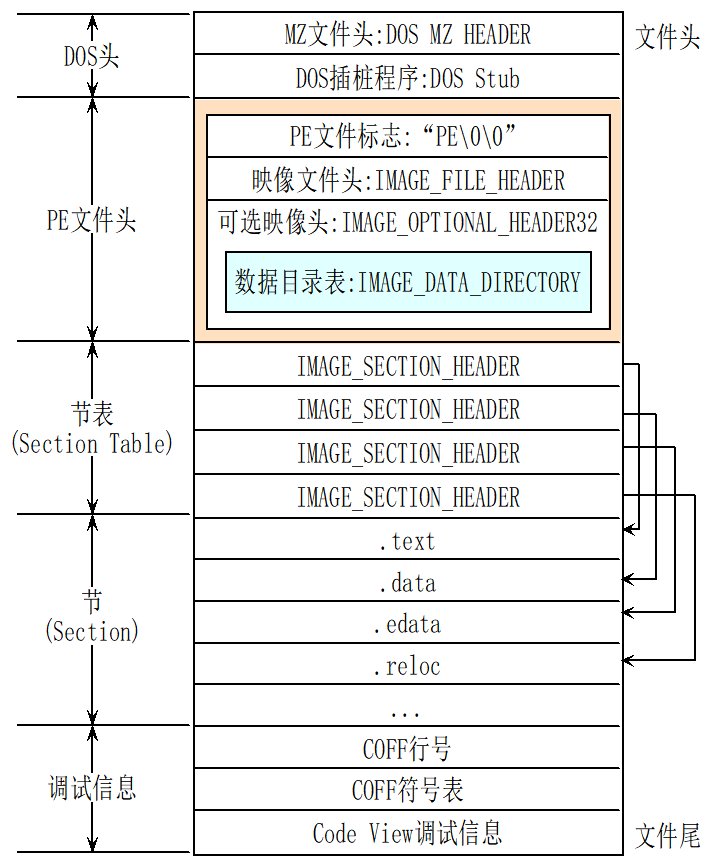 MZ文件头:DOS MZ HEADER
文件头
DOS头
DOS插桩程序:DOS Stub
PE文件标志:“PE\0\0”
映像文件头:IMAGE_FILE_HEADER
PE文件头
可选映像头:IMAGE_OPTIONAL_HEADER32
数据目录表:IMAGE_DATA_DIRECTORY
IMAGE_SECTION_HEADER
节表
(Section Table)
IMAGE_SECTION_HEADER
IMAGE_SECTION_HEADER
IMAGE_SECTION_HEADER
.text
.data
节
(Section)
.edata
.reloc
...
COFF行号
调试信息
COFF符号表
Code View调试信息
文件尾